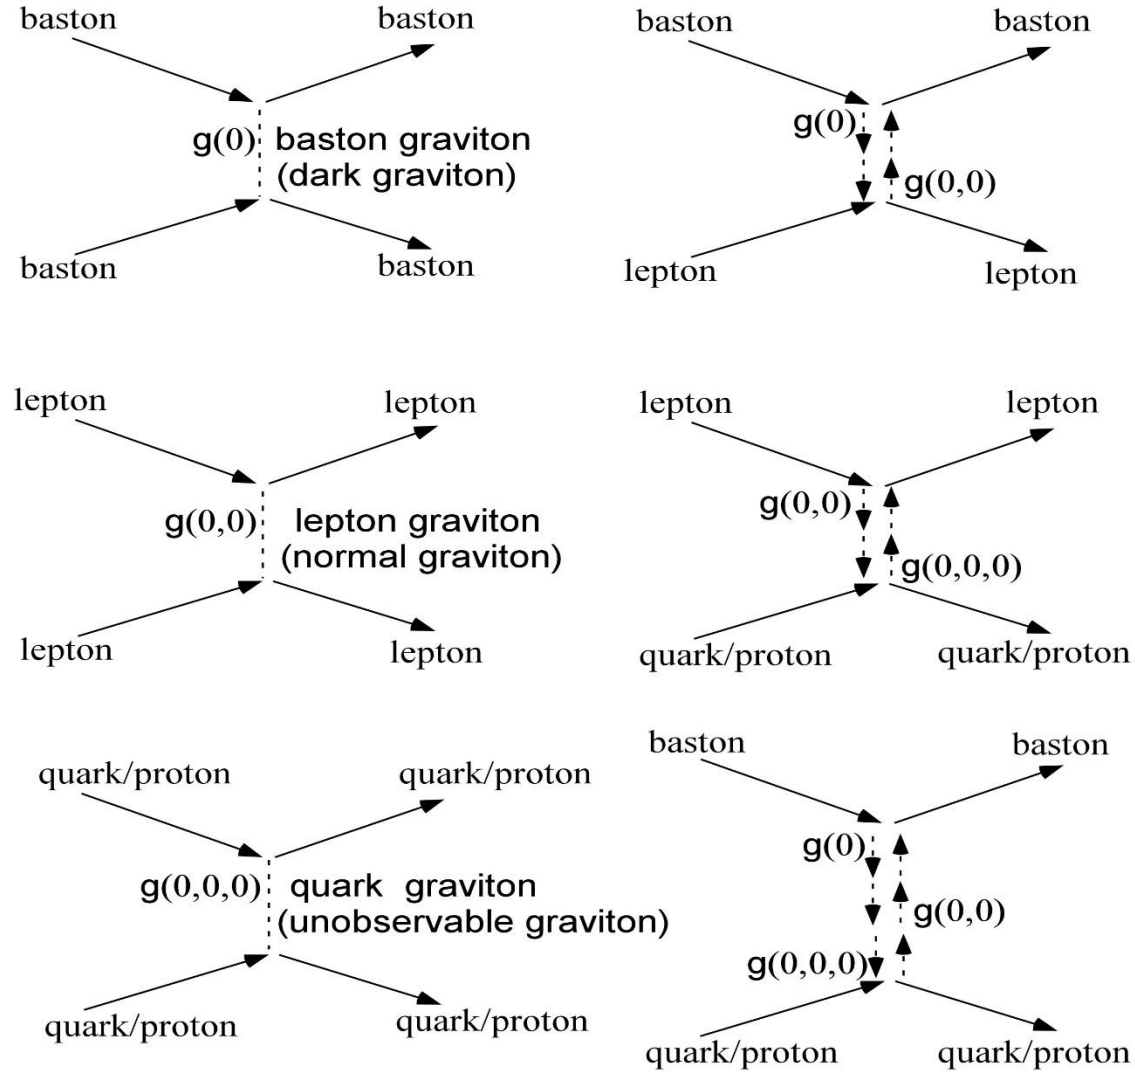 baston baston
g(0) baston graviton
(dark graviton)
baston baston
baston baston
g(0)
g(0,0)
lepton lepton
lepton lepton
g(0,0) lepton graviton
(normal graviton)
lepton lepton
lepton lepton
g(0,0)
g(0,0,0)
quark/proton quark/proton
quark/proton quark/proton
g(0,0,0) quark graviton
(unobservable graviton)
quark/proton quark/proton
baston baston
g(0)
g(0,0)
g(0,0,0)
quark/proton quark/proton